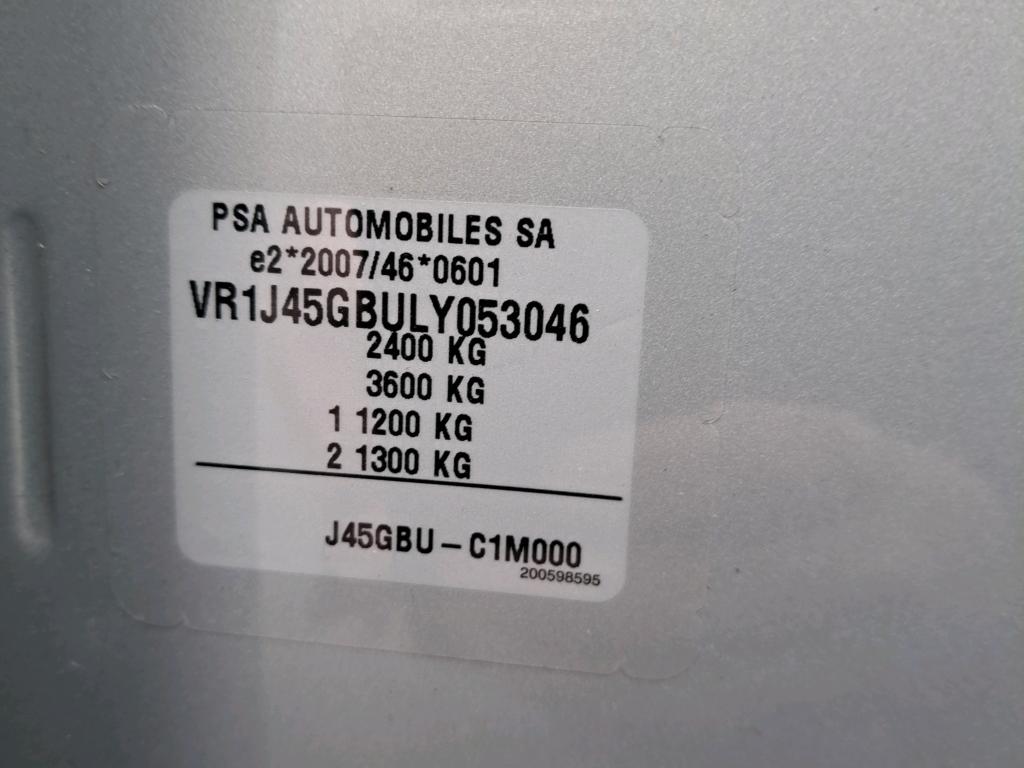 PSA AUTOMOBILES SA
e2*2007/46*0601
VR1J45GBULY053046
2400 KG
3600 KG
1 1200 KG
2 1300 KG
J45GBU – C1M000
200598595